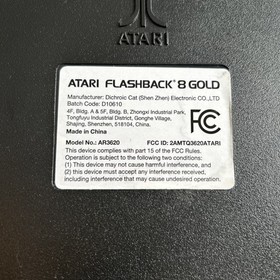 ATARI
ATARI FLASHBACK® 8 GOLD
Manufacturer: Dichroic Cat (Shen Zhen) Electronic CO.,LTD
Batch Code: D10610
4F, Bldg. A & 5F, Bldg. B, Zhongtai Industrial Park,
Tongfuyu Industrial District, Gonghe Village,
Shajing, Shenzhen, 518104, China.
Made in China
FC
Model No.: AR3620 FCC ID: 2AMTQ3620ATARI
This device complies with part 15 of the FCC Rules.
Operation is subject to the following two conditions:
(1) This device may not cause harmful interference,
and (2) this device must accept any interference received,
including interference that may cause undesired operation.